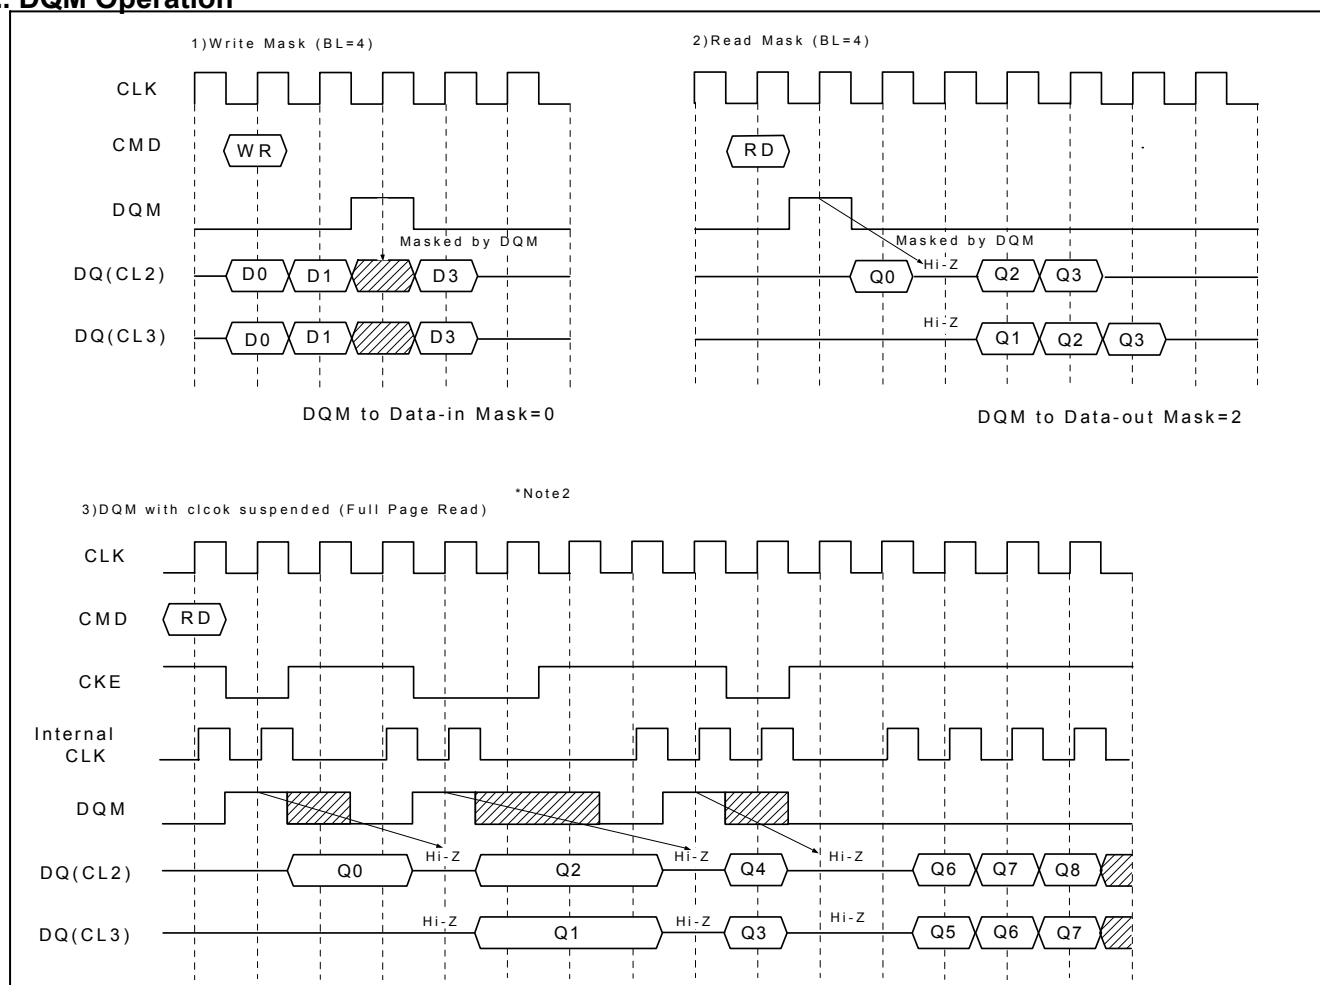 DQM Operation
1)Write Mask (BL=4)
2)Read Mask (BL=4)
CLK
CMD
WR
RD
DQM
Masked by DQM
Masked by DQM
DQ(CL2)
D0
D1
D3
Q0
Hi-Z
Q2
Q3
DQ(CL3)
D0
D1
D3
Hi-Z
Q1
Q2
Q3
DQM to Data-in Mask=0
DQM to Data-out Mask=2
*Note2
3)DQM with clcok suspended (Full Page Read)
CLK
CMD
RD
CKE
Internal
CLK
DQM
DQ(CL2)
Q0
Hi-Z
Q2
Hi-Z
Q4
Hi-Z
Q6
Q7
Q8
DQ(CL3)
Hi-Z
Q1
Hi-Z
Q3
Hi-Z
Q5
Q6
Q7